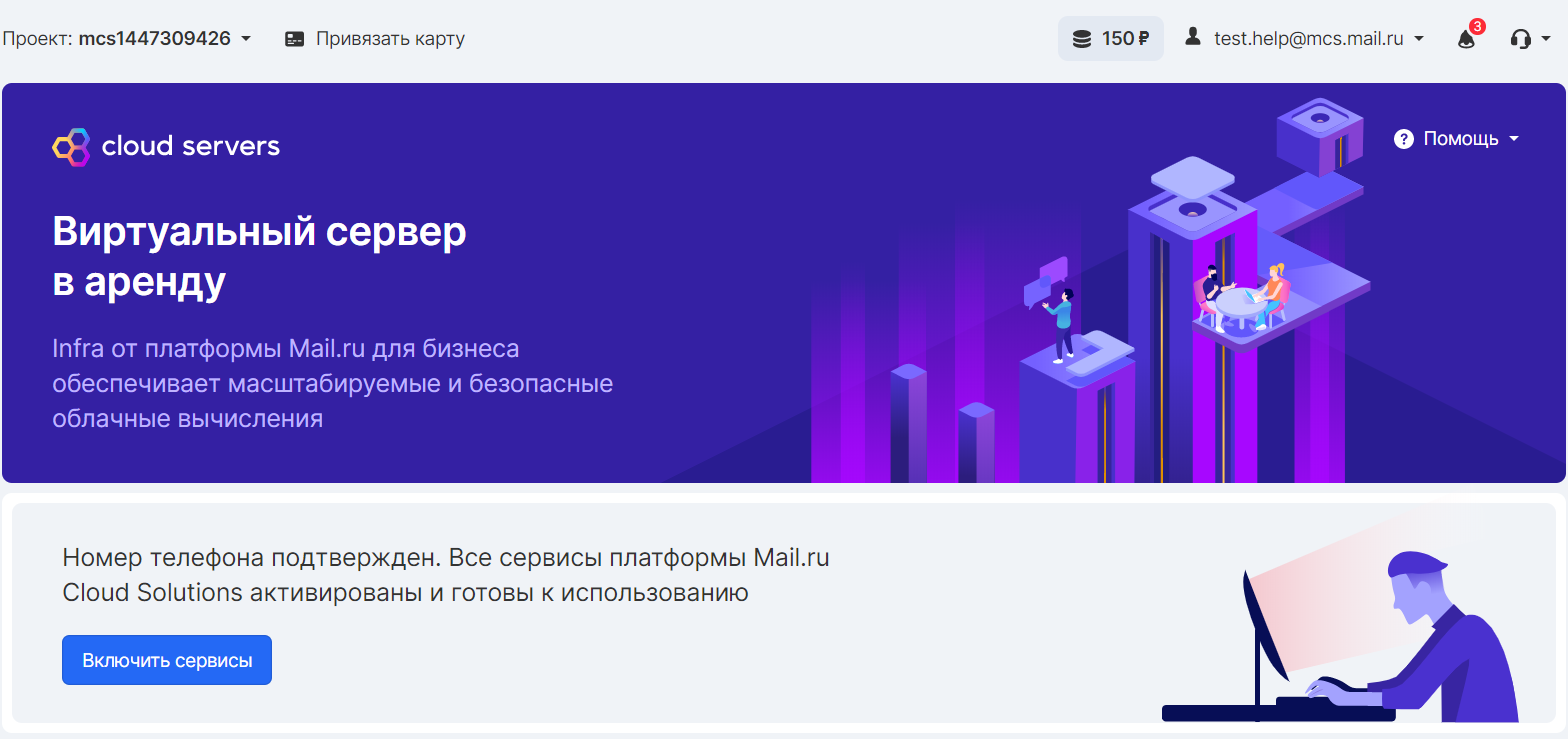 Проект: mcs1447309426 Привязать карту 150 ₽ test.help@mcs.mail.ru 3
cloud servers
Помощь
Виртуальный сервер
в аренду
Infra от платформы Mail.ru для бизнеса
обеспечивает масштабируемые и безопасные
облачные вычисления
Номер телефона подтвержден. Все сервисы платформы Mail.ru
Cloud Solutions активированы и готовы к использованию
Включить сервисы